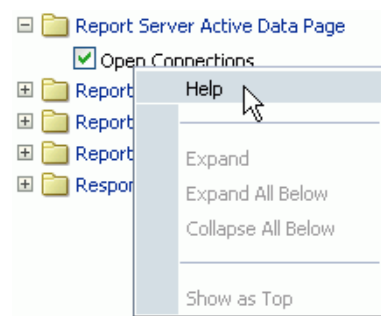 Report Server Active Data Page
Open Connections
Report
Help
Report
Report
Expand
Respor
Expand All Below
Collapse All Below
Show as Top